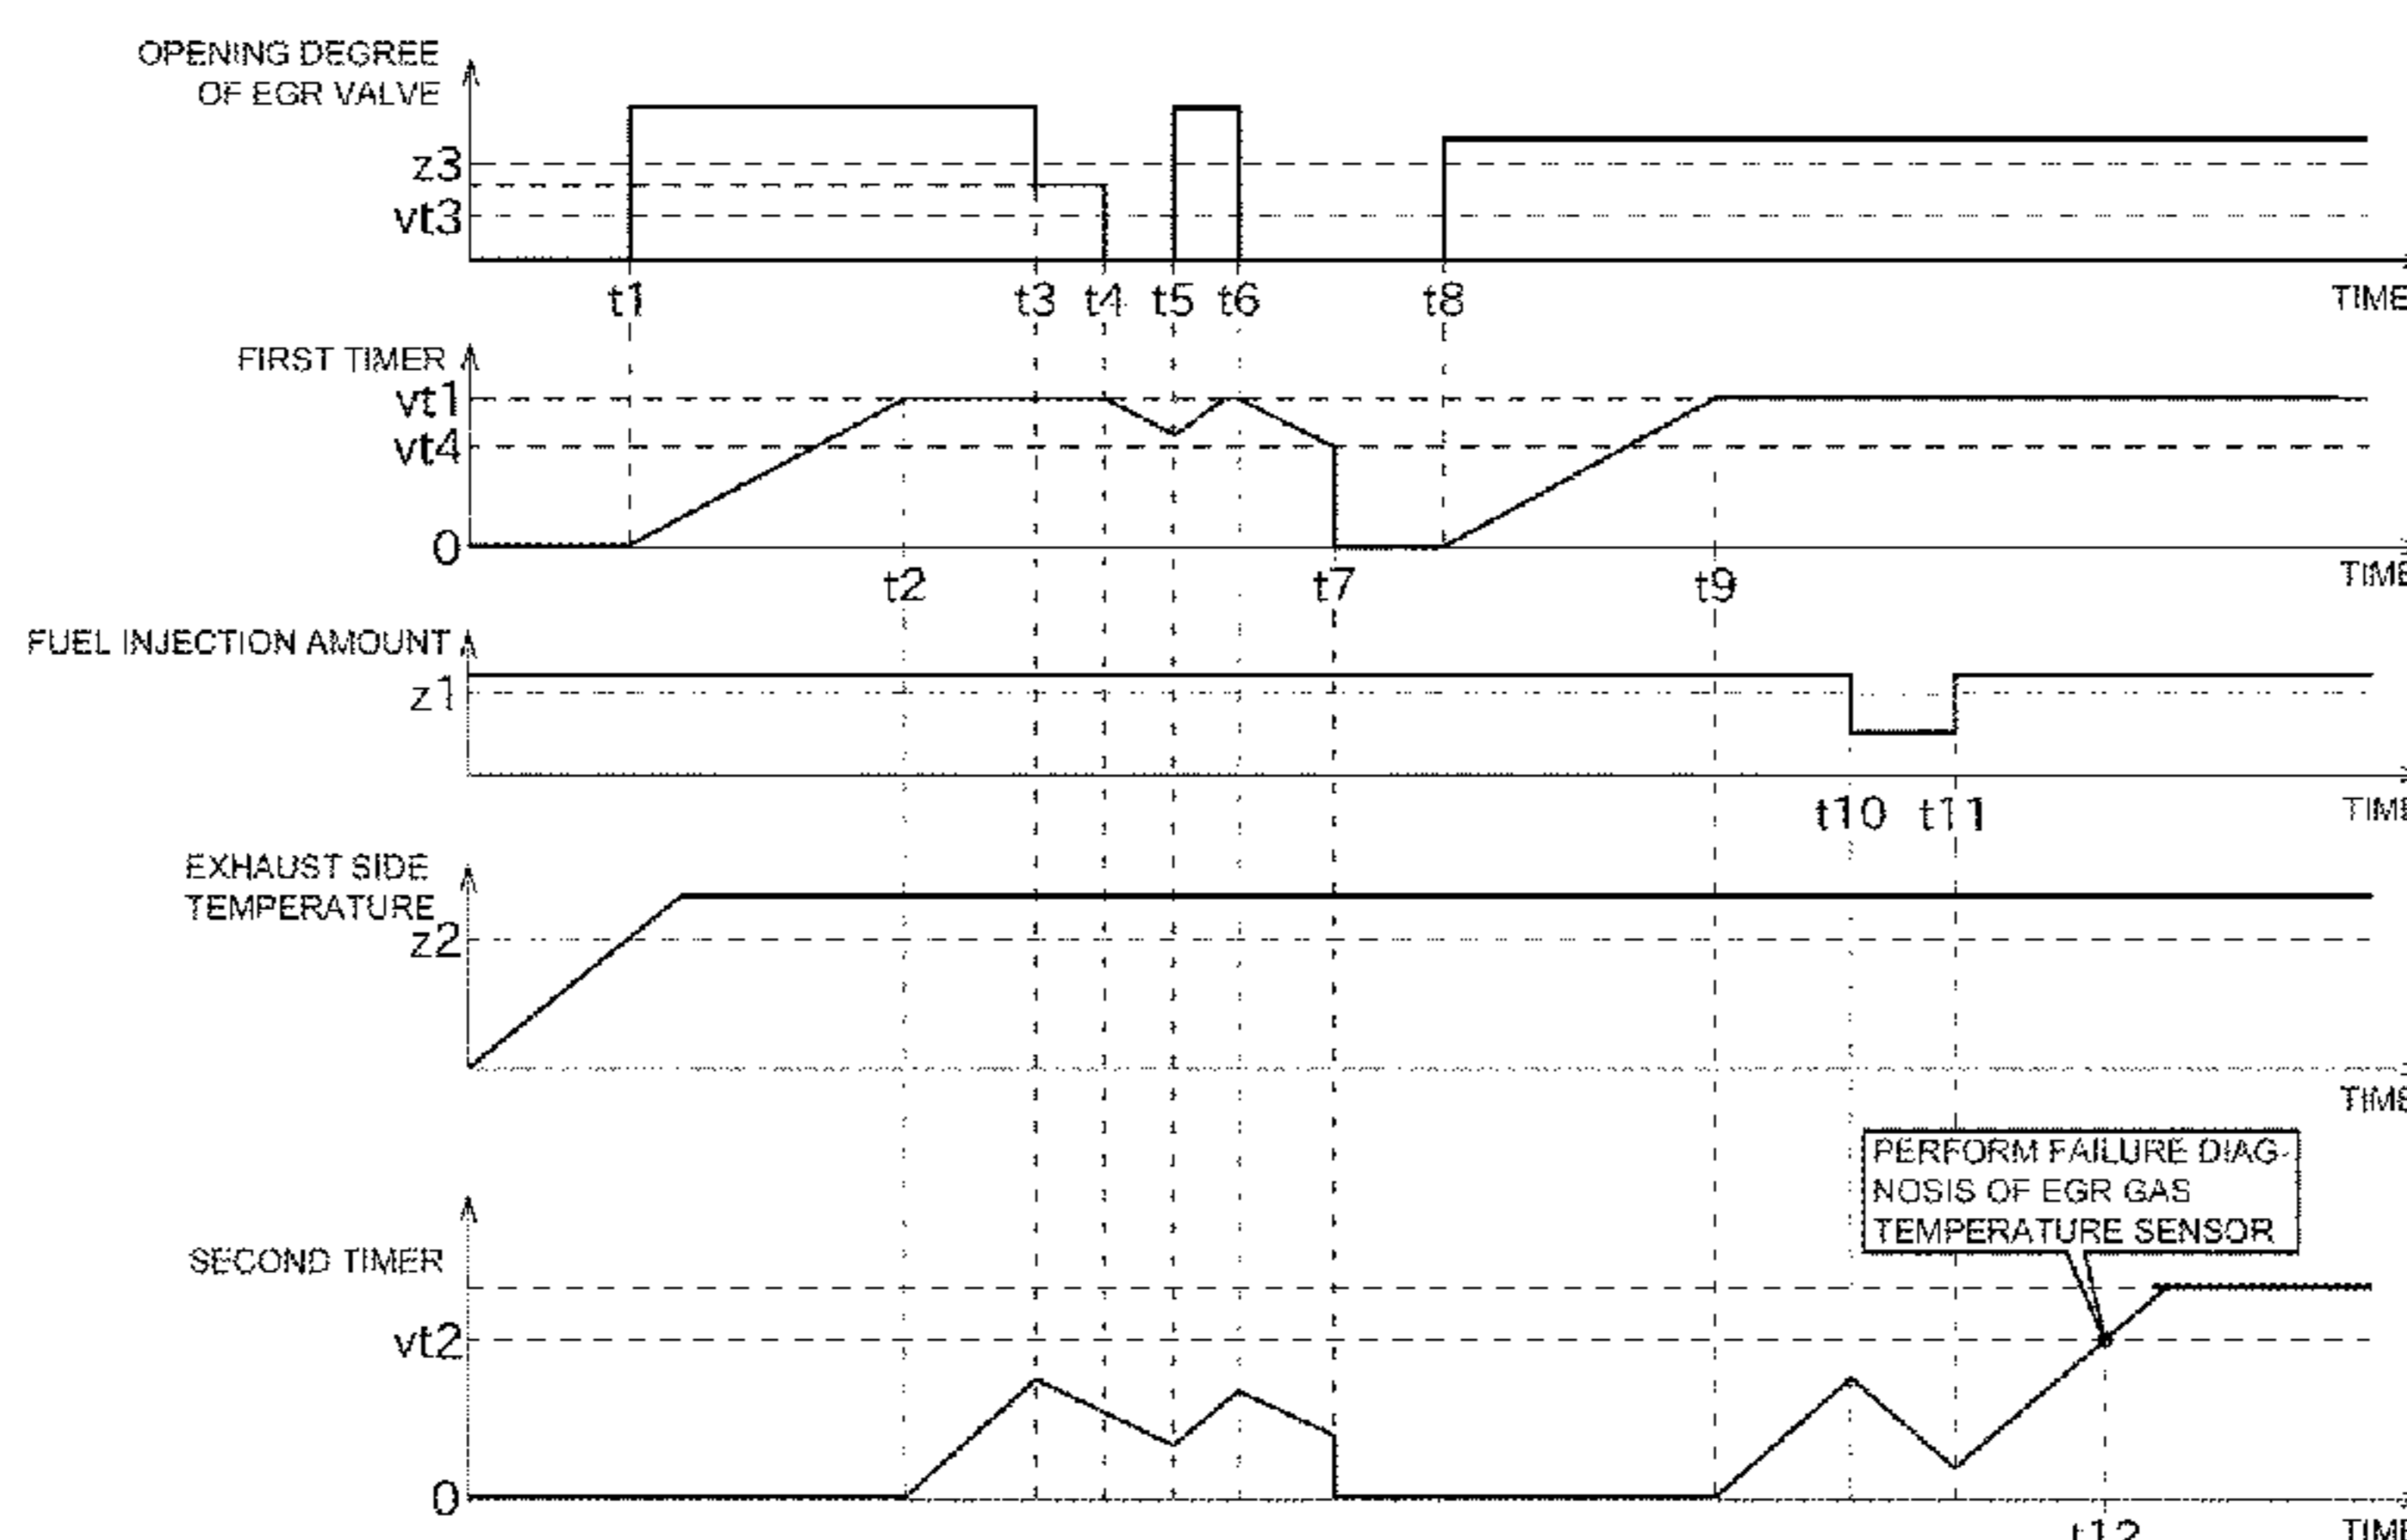 OPENING DEGREE
OF EGR VALVE
z3
vt3
t1 t3 t4 t5 t6 t8
TIME
FIRST TIMER
vt1
vt4
0
t2 t7 t9
TIME
FUEL INJECTION AMOUNT
z1
t10 t11
TIME
EXHAUST SIDE
TEMPERATURE
z2
TIME
PERFORM FAILURE DIAG-
NOSIS OF EGR GAS
TEMPERATURE SENSOR
SECOND TIMER
vt2
0
t12
TIME